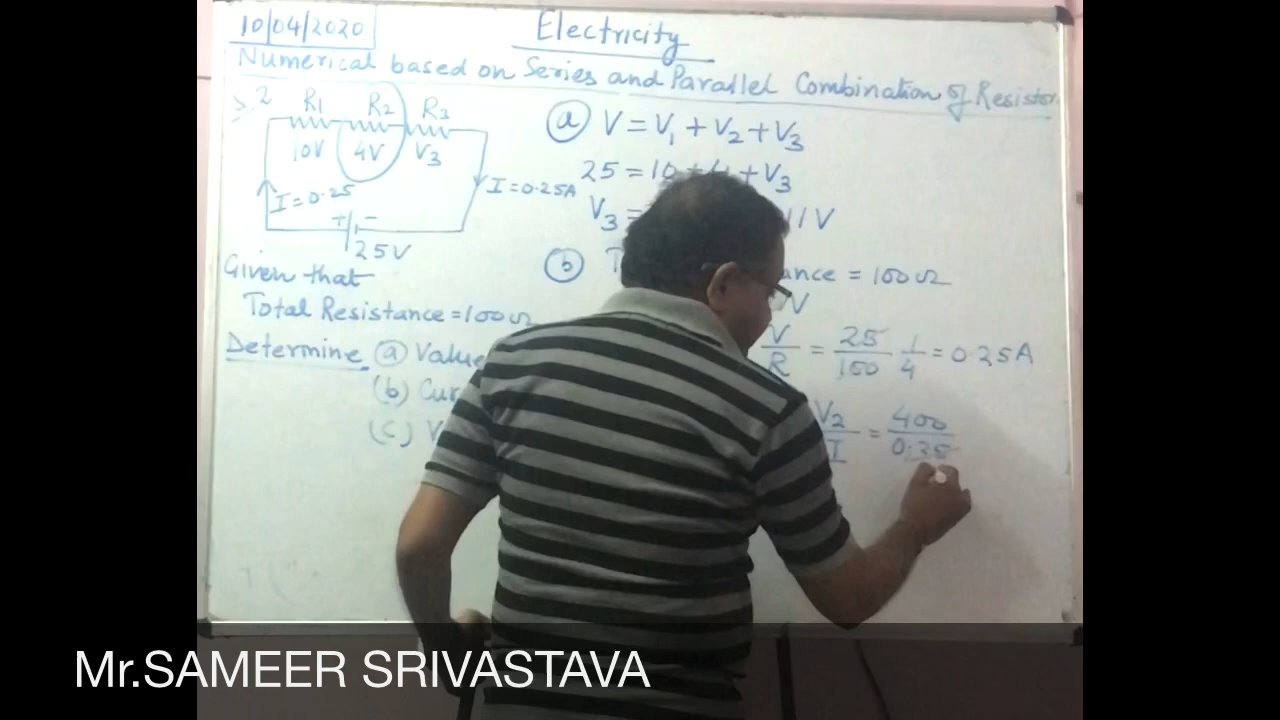 10/04/2020
Electricity
Numerical based on Series and Parallel Combination of Resistor
2
R1 R2 R3
10V 4V V3
I = 0.25
I = 0.25A
+ −
25V
Given that
Total Resistance = 100Ω
Determine (a) Value
(b) Cur
(c) V
(a) V = V1 + V2 + V3
25 = 10 + 4 + V3
V3 = 11V
(b) T ance = 100Ω
V
V/R = 25/100 1/4 = 0.25A
V2/I = 400/0.25
Mr.SAMEER SRIVASTAVA